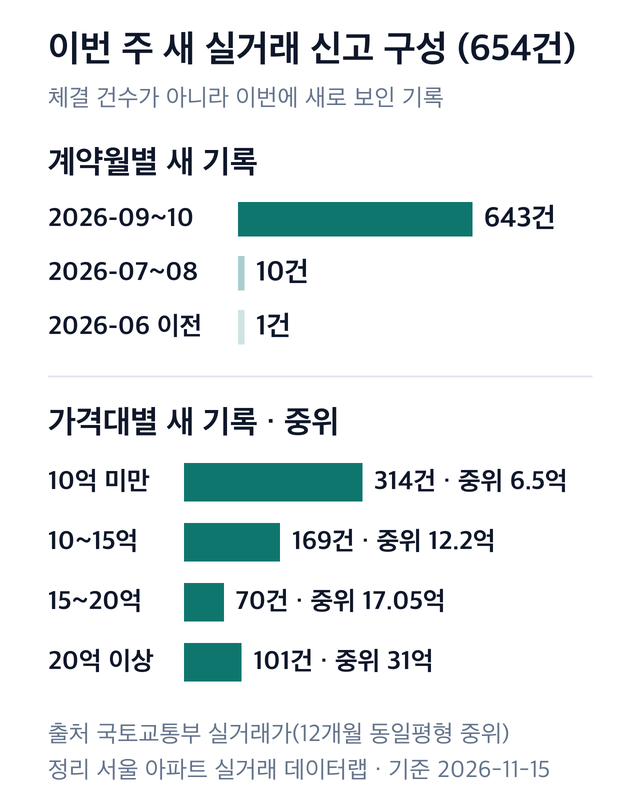 이번 주 새 실거래 신고 구성 (654건)
체결 건수가 아니라 이번에 새로 보인 기록
계약월별 새 기록
2026-09~10 643건
2026-07~08 10건
2026-06 이전 1건
가격대별 새 기록 · 중위
10억 미만 314건 · 중위 6.5억
10~15억 169건 · 중위 12.2억
15~20억 70건 · 중위 17.05억
20억 이상 101건 · 중위 31억
출처 국토교통부 실거래가(12개월 동일평형 중위)
정리 서울 아파트 실거래 데이터랩 · 기준 2026-11-15